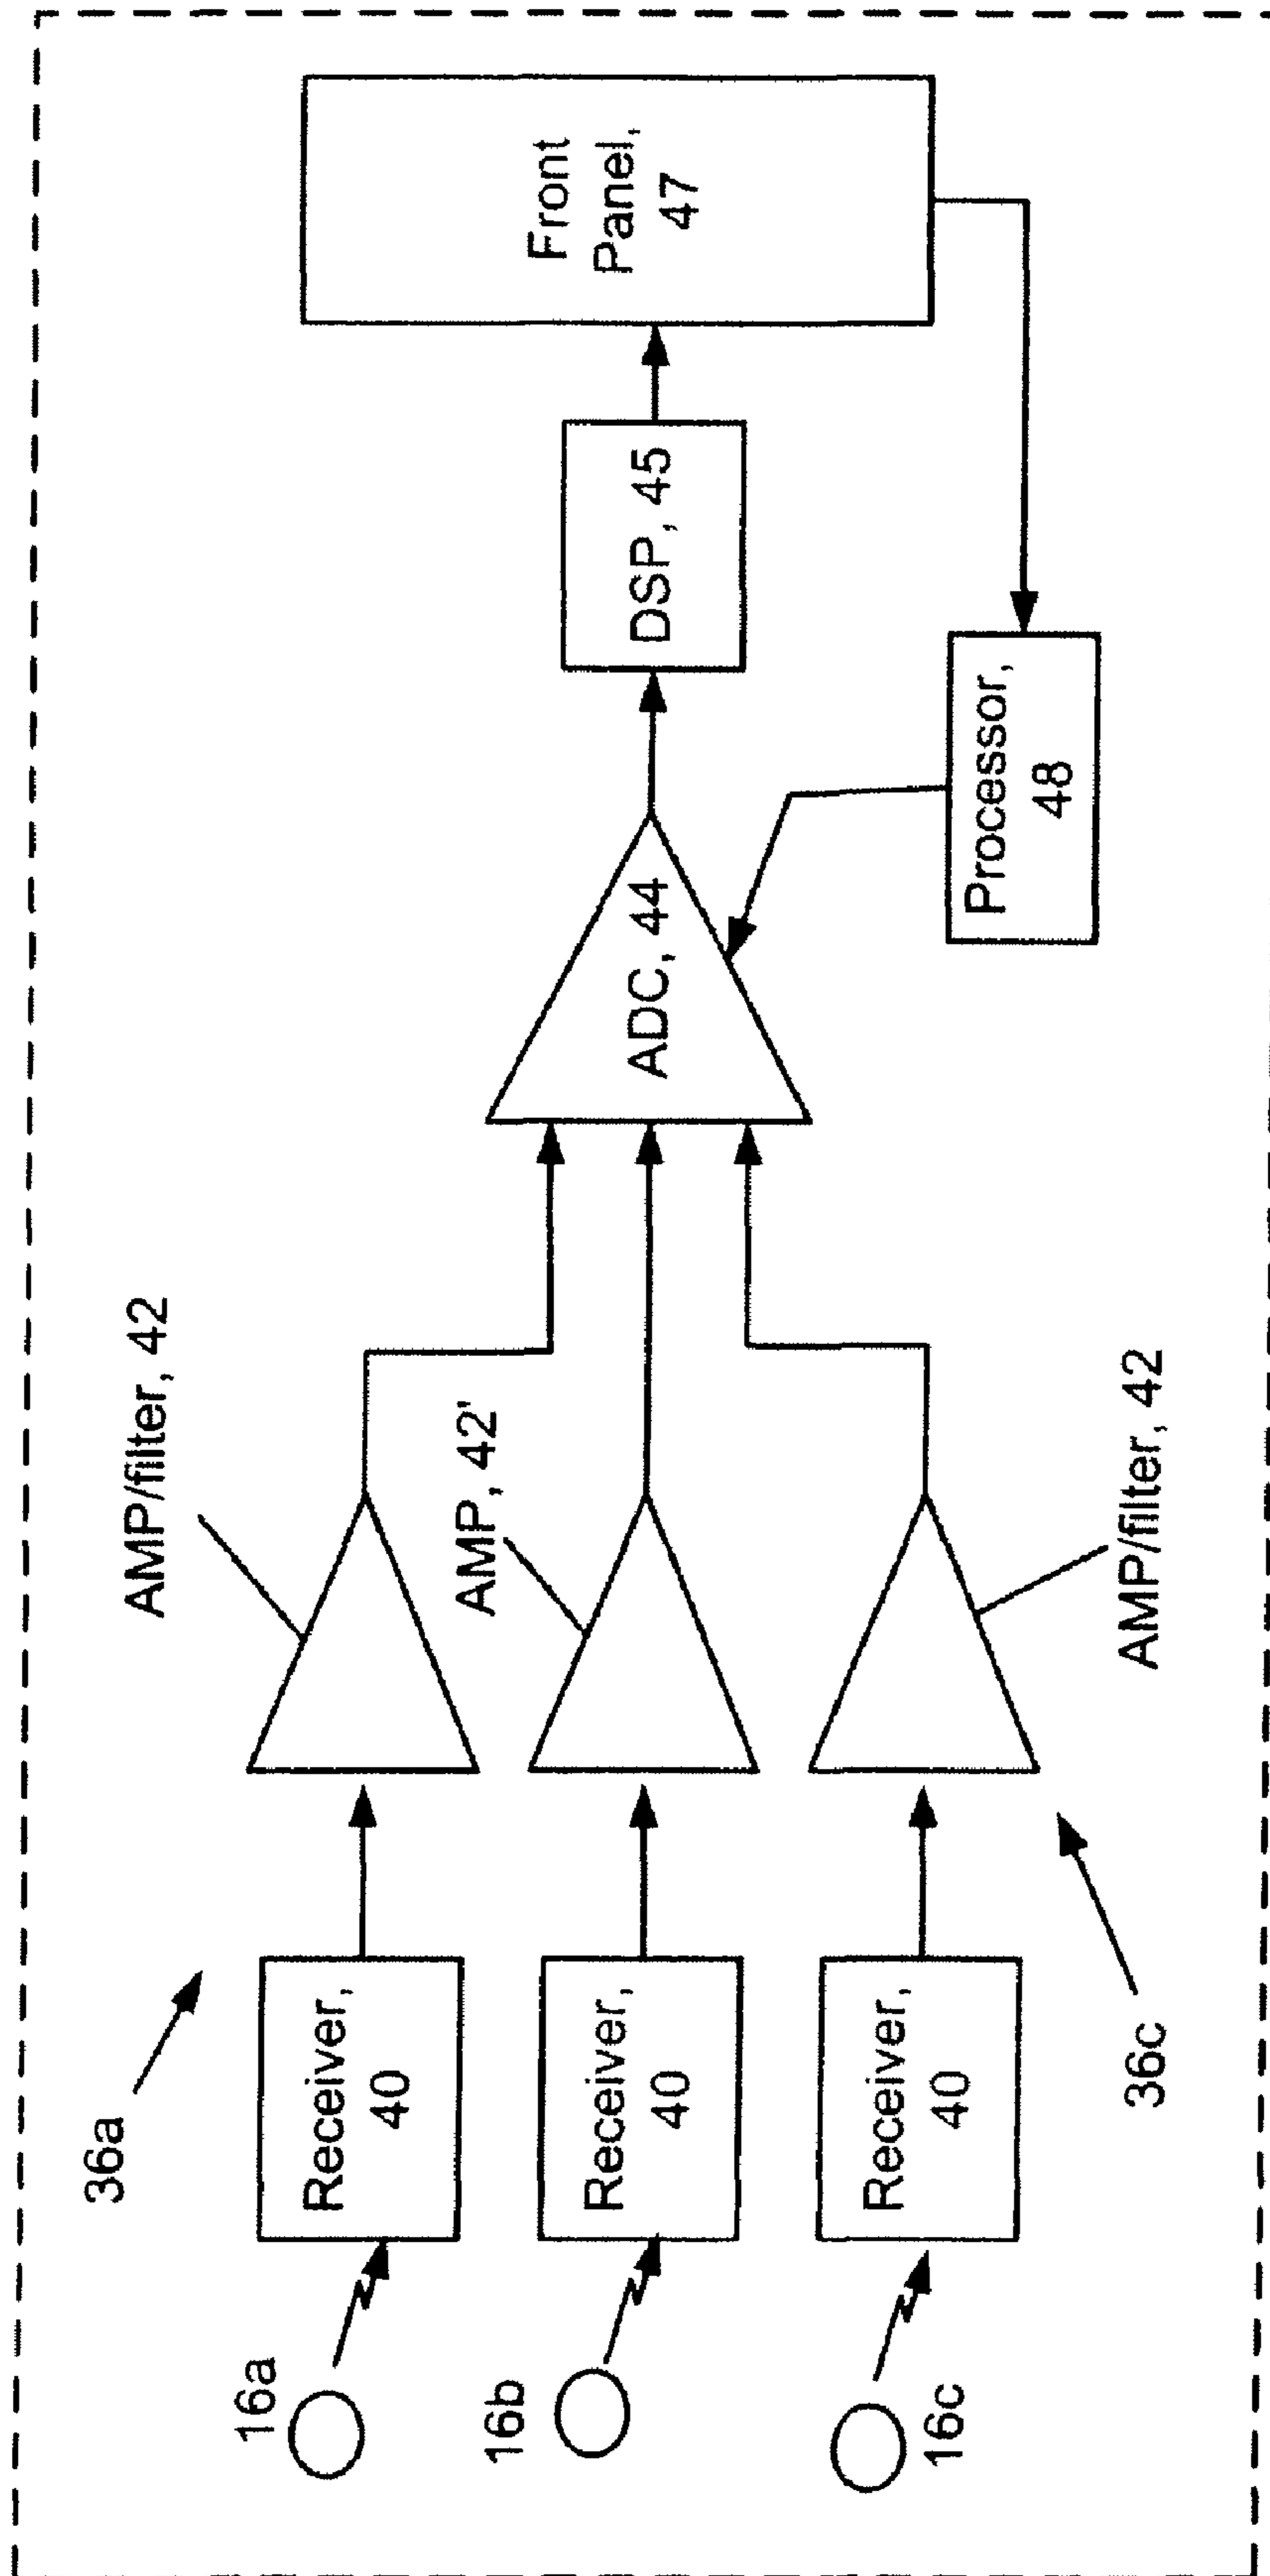 36a
16a
Receiver,
40
AMP/filter, 42
16b
Receiver,
40
AMP, 42'
16c
Receiver,
40
36c
AMP/filter, 42
ADC, 44
DSP, 45
Front
Panel,
47
Processor,
48